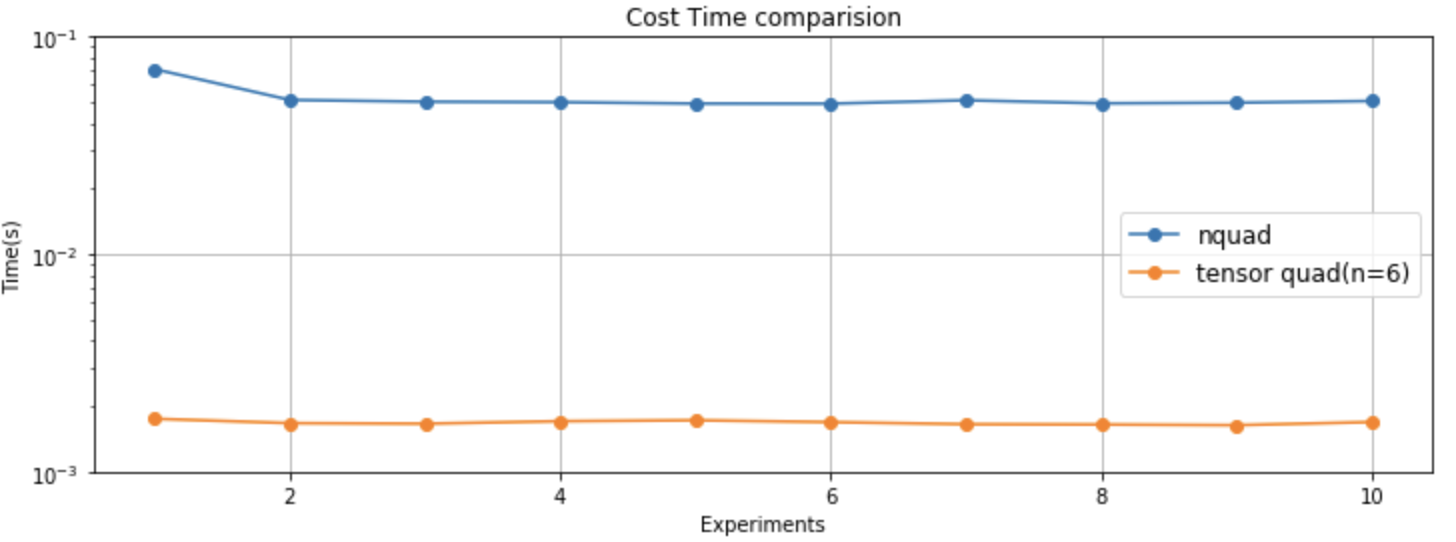 Cost Time comparision
10⁻¹
10⁻²
10⁻³
Time(s)
nquad
tensor quad(n=6)
2 4 6 8 10
Experiments